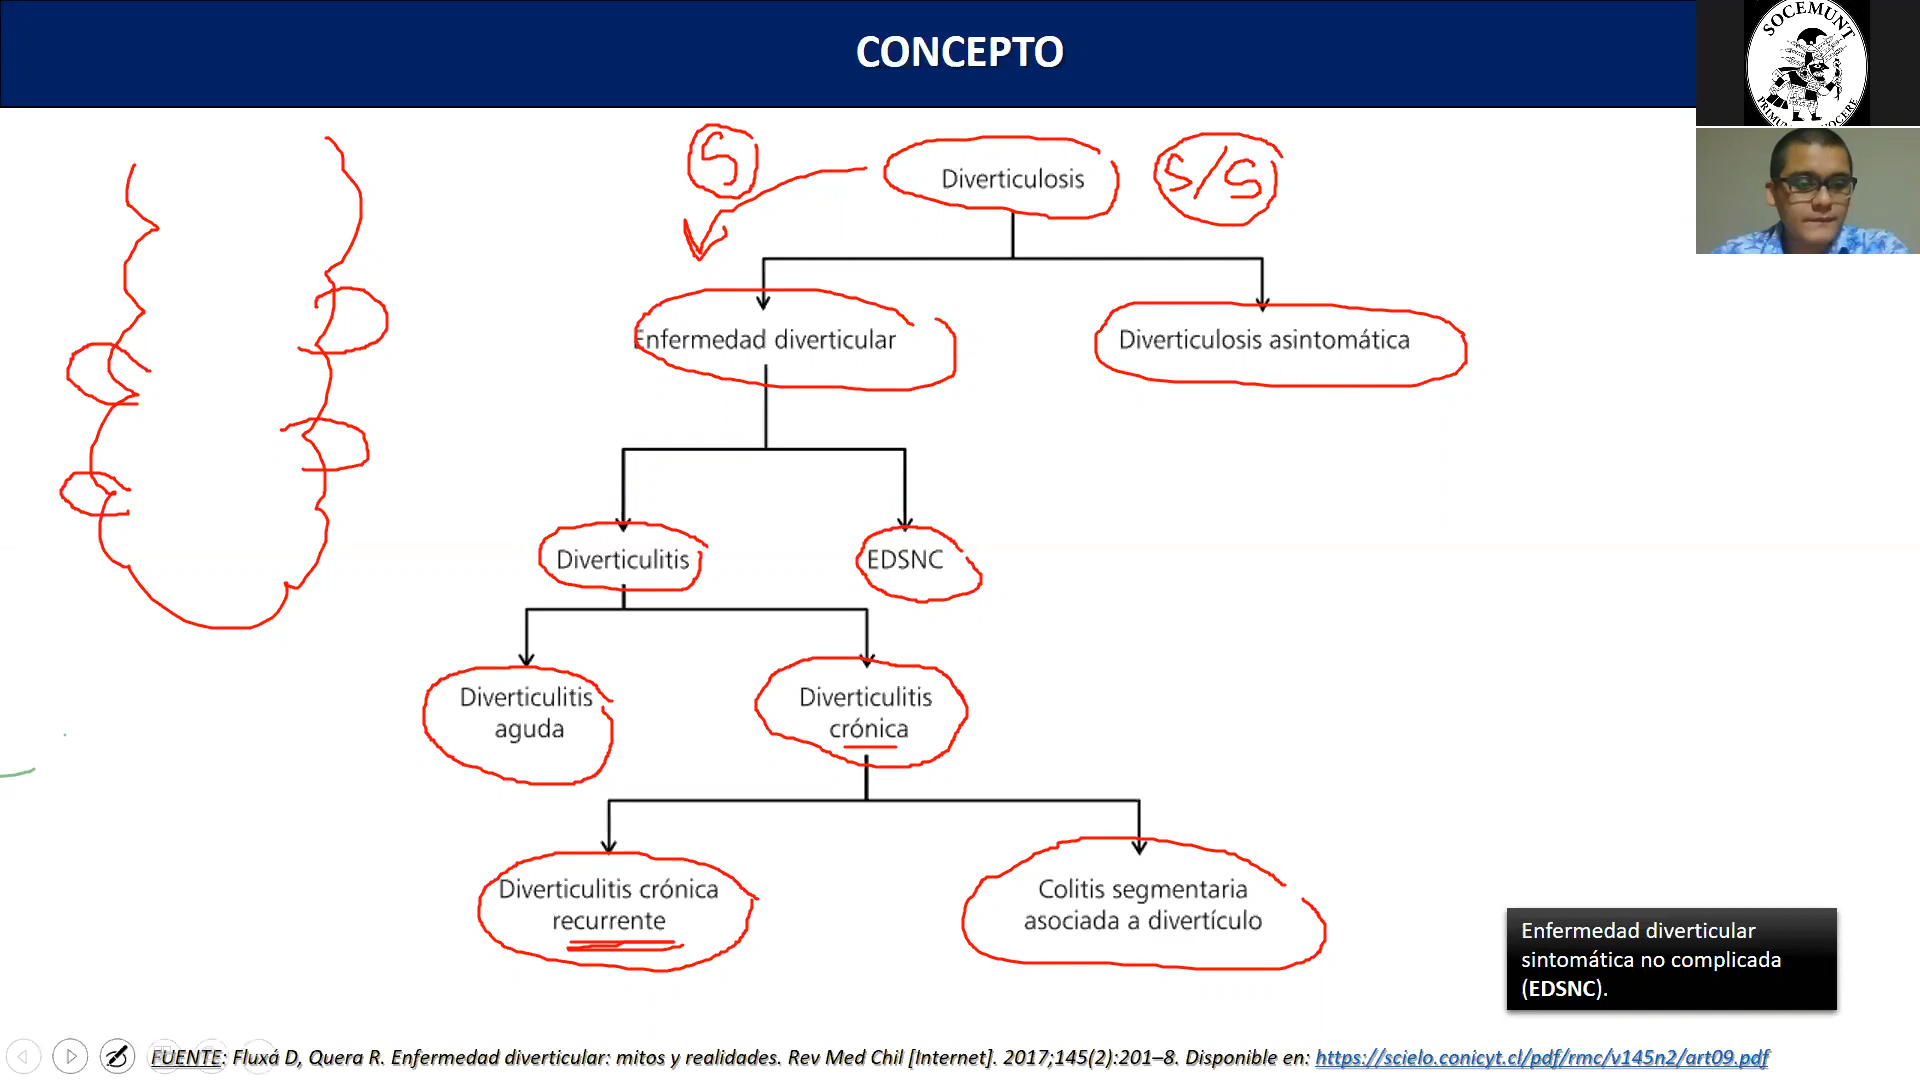 CONCEPTO
SOCEMUNT
S
Diverticulosis
S/S
Enfermedad diverticular
Diverticulosis asintomática
Diverticulitis
EDSNC
Diverticulitis
aguda
Diverticulitis
crónica
Diverticulitis crónica
recurrente
Colitis segmentaria
asociada a divertículo
Enfermedad diverticular
sintomática no complicada
(EDSNC).
FUENTE: Fluxá D, Quera R. Enfermedad diverticular: mitos y realidades. Rev Med Chil [Internet]. 2017;145(2):201–8. Disponible en: https://scielo.conicyt.cl/pdf/rmc/v145n2/art09.pdf